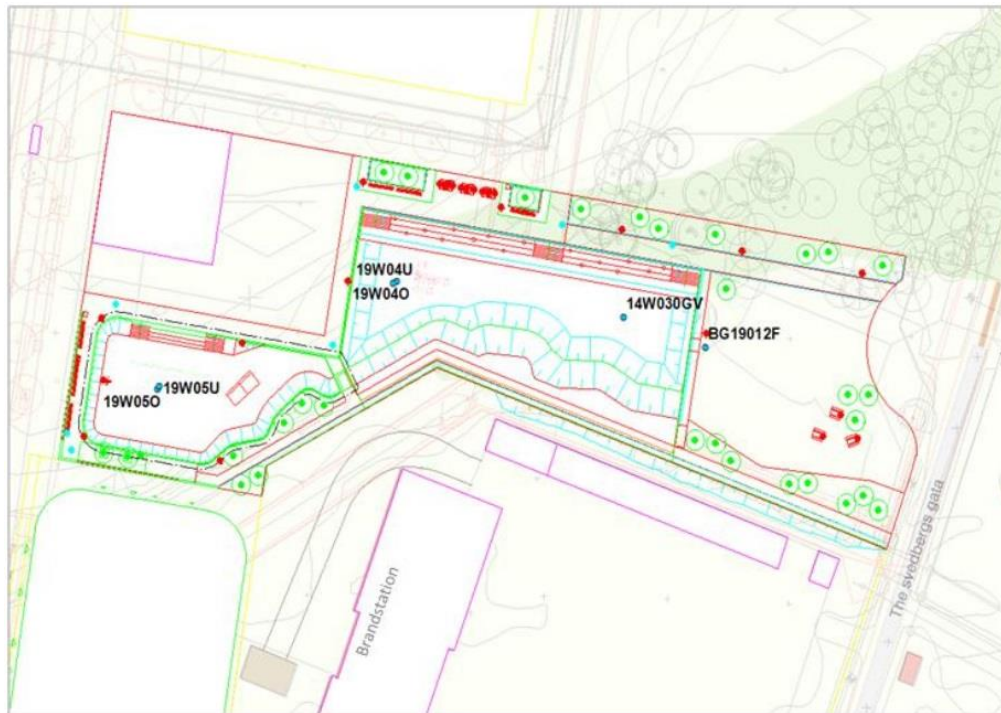 19W04U
19W04O
14W030GV
BG19012F
19W05U
19W05O
Brandstation
The svedbergs gata